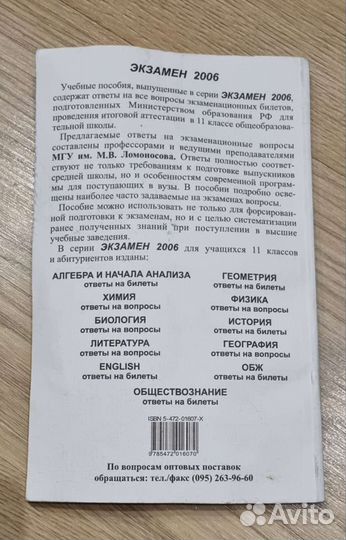 ЭКЗАМЕН 2006
Учебные пособия, выпущенные в серии ЭКЗАМЕН 2006,
содержат ответы на все вопросы экзаменационных билетов,
подготовленных Министерством образования РФ для
проведения итоговой аттестации в 11 классе общеобразова-
тельной школы.
Предлагаемые ответы на экзаменационные вопросы
составлены профессорами и ведущими преподавателями
МГУ им. М.В. Ломоносова. Ответы полностью соответ-
ствуют не только требованиям к подготовке выпускников
средней школы, но и особенностям современной програм-
мы для поступающих в вузы. В пособии подробно осве-
щены наиболее часто задаваемые на экзаменах вопросы.
Пособие можно использовать не только для форсирован-
ной подготовки к экзаменам, но и с целью систематизации
ранее полученных знаний при поступлении в высшие
учебные заведения.
В серии ЭКЗАМЕН 2006 для учащихся 11 классов
и абитуриентов изданы:
АЛГЕБРА И НАЧАЛА АНАЛИЗА ГЕОМЕТРИЯ
ответы на билеты ответы на билеты
ХИМИЯ ФИЗИКА
ответы на вопросы ответы на вопросы
БИОЛОГИЯ ИСТОРИЯ
ответы на вопросы ответы на билеты
ЛИТЕРАТУРА ГЕОГРАФИЯ
ответы на вопросы ответы на вопросы
ENGLISH ОБЖ
ответы на билеты ответы на билеты
ОБЩЕСТВОЗНАНИЕ
ответы на билеты
ISBN 5-472-01607-X
9785472016070
По вопросам оптовых поставок
обращаться: тел./факс (095) 263-96-60
Avito